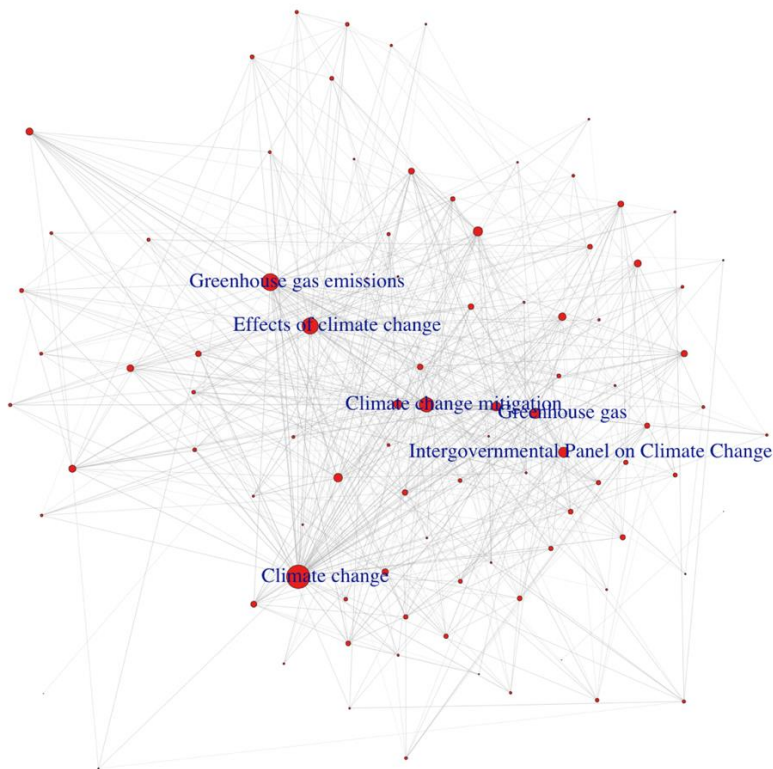 Greenhouse gas emissions
Effects of climate change
Climate change mitigation
Greenhouse gas
Intergovernmental Panel on Climate Change
Climate change